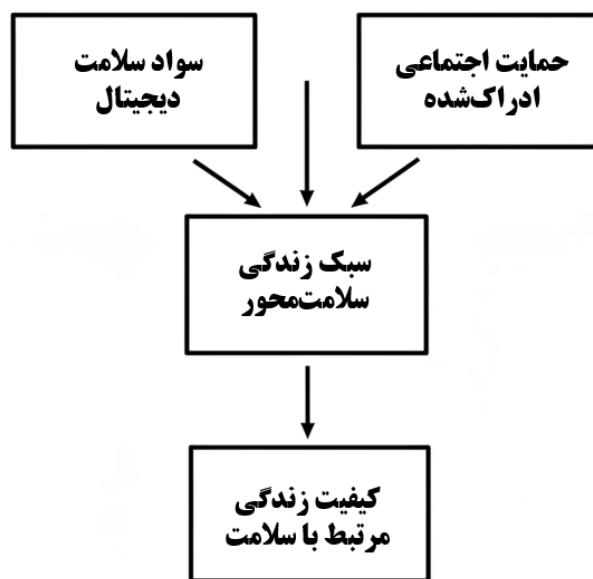 حمایت اجتماعی
ادراک‌شده
سواد سلامت
دیجیتال
سبک زندگی
سلامت‌محور
کیفیت زندگی
مرتبط با سلامت